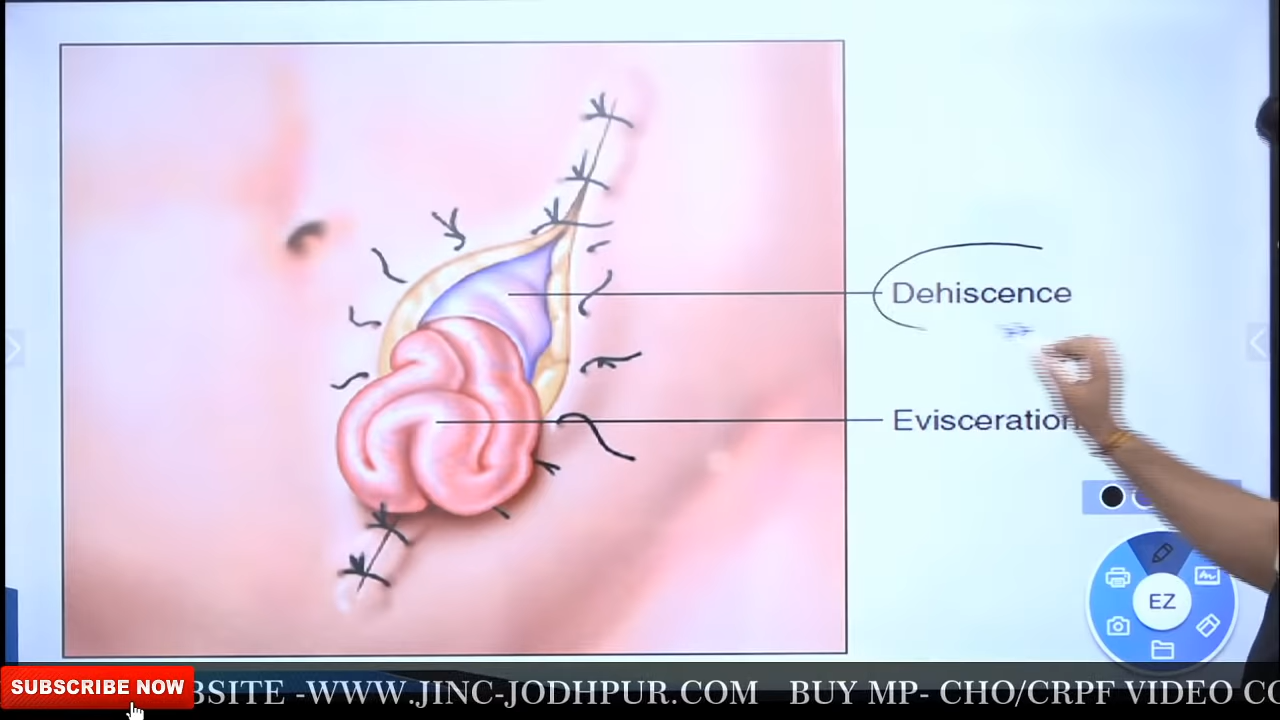 Dehiscence
Evisceration
EZ
SUBSCRIBE NOW
BSITE -WWW.JINC-JODHPUR.COM BUY MP- CHO/CRPF VIDEO CO